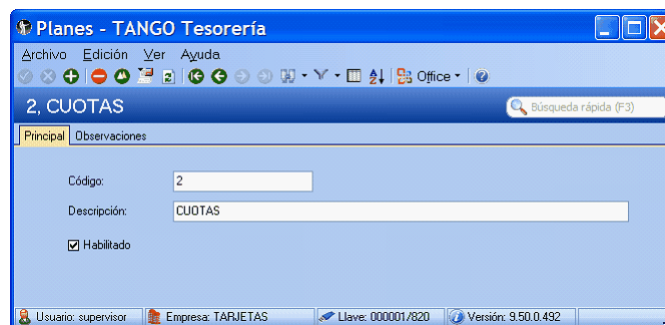 Planes - TANGO Tesorería
Archivo Edición Ver Ayuda
Office
2, CUOTAS
Búsqueda rápida (F3)
Principal Observaciones
Código: 2
Descripción: CUOTAS
Habilitado
Usuario: supervisor Empresa: TARJETAS Llave: 000001/820 Versión: 9.50.0.492